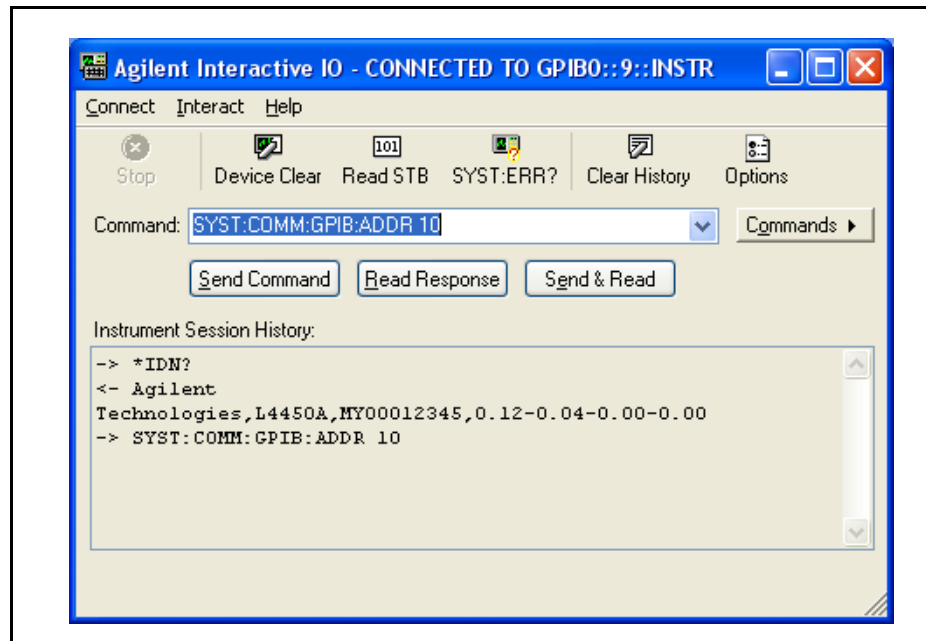 Agilent Interactive IO - CONNECTED TO GPIB0::9::INSTR
Connect Interact Help
101
Stop Device Clear Read STB SYST:ERR? Clear History Options
Command: SYST:COMM:GPIB:ADDR 10 Commands
Send Command Read Response Send & Read
Instrument Session History:
-> *IDN?
<- Agilent
Technologies,L4450A,MY00012345,0.12-0.04-0.00-0.00
-> SYST:COMM:GPIB:ADDR 10